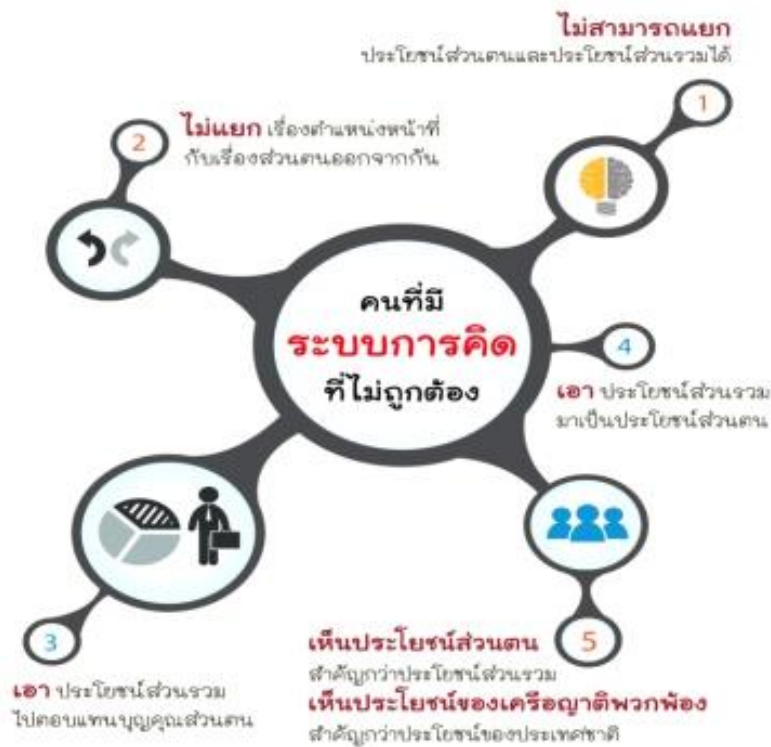 ไม่สามารถแยก
ประโยชน์ส่วนตนและประโยชน์ส่วนรวมได้
1
2
ไม่แยก เรื่องตำแหน่งหน้าที่
กับเรื่องส่วนตนออกจากกัน
คนที่มี
ระบบการคิด
ที่ไม่ถูกต้อง
4
เอา ประโยชน์ส่วนรวม
มาเป็นประโยชน์ส่วนตน
3
เอา ประโยชน์ส่วนรวม
ไปตอบแทนบุญคุณส่วนตน
5
เห็นประโยชน์ส่วนตน
สำคัญกว่าประโยชน์ส่วนรวม
เห็นประโยชน์ของเครือญาติพวกพ้อง
สำคัญกว่าประโยชน์ของประเทศชาติ